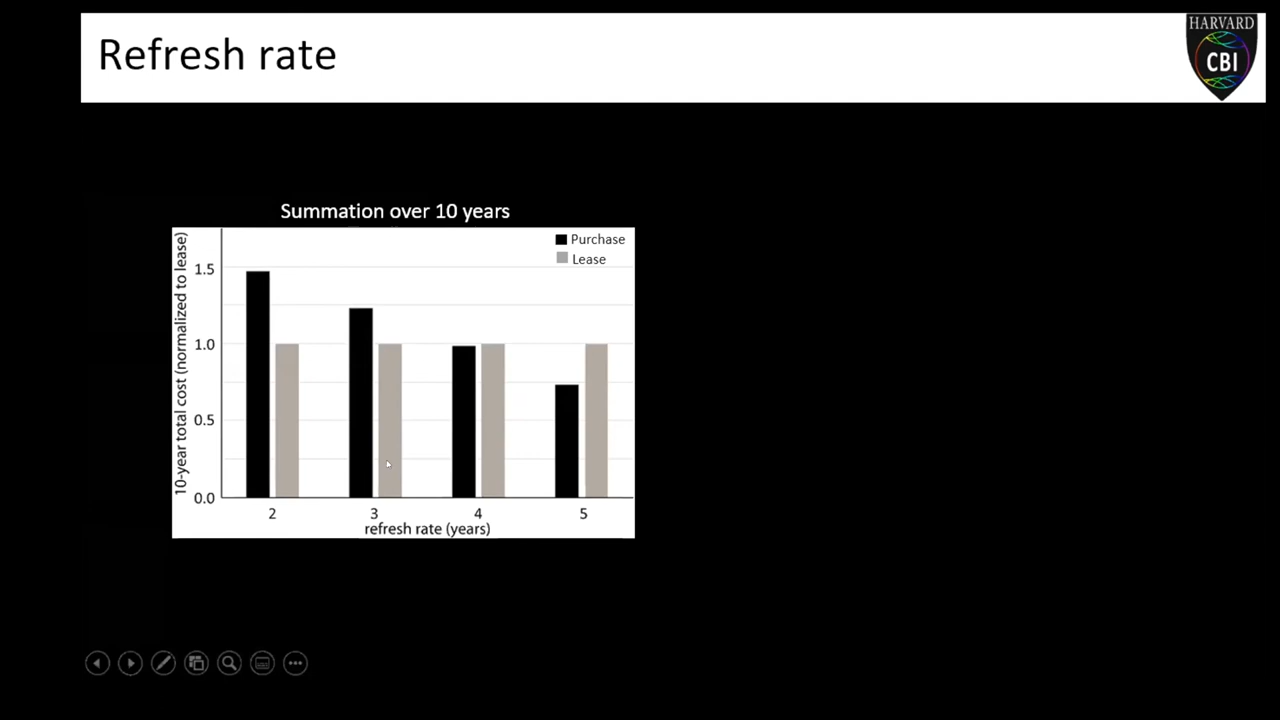 Refresh rate
HARVARD
CBI
Summation over 10 years
Purchase
Lease
10-year total cost (normalized to lease)
1.5
1.0
0.5
0.0
2 3 4 5
refresh rate (years)